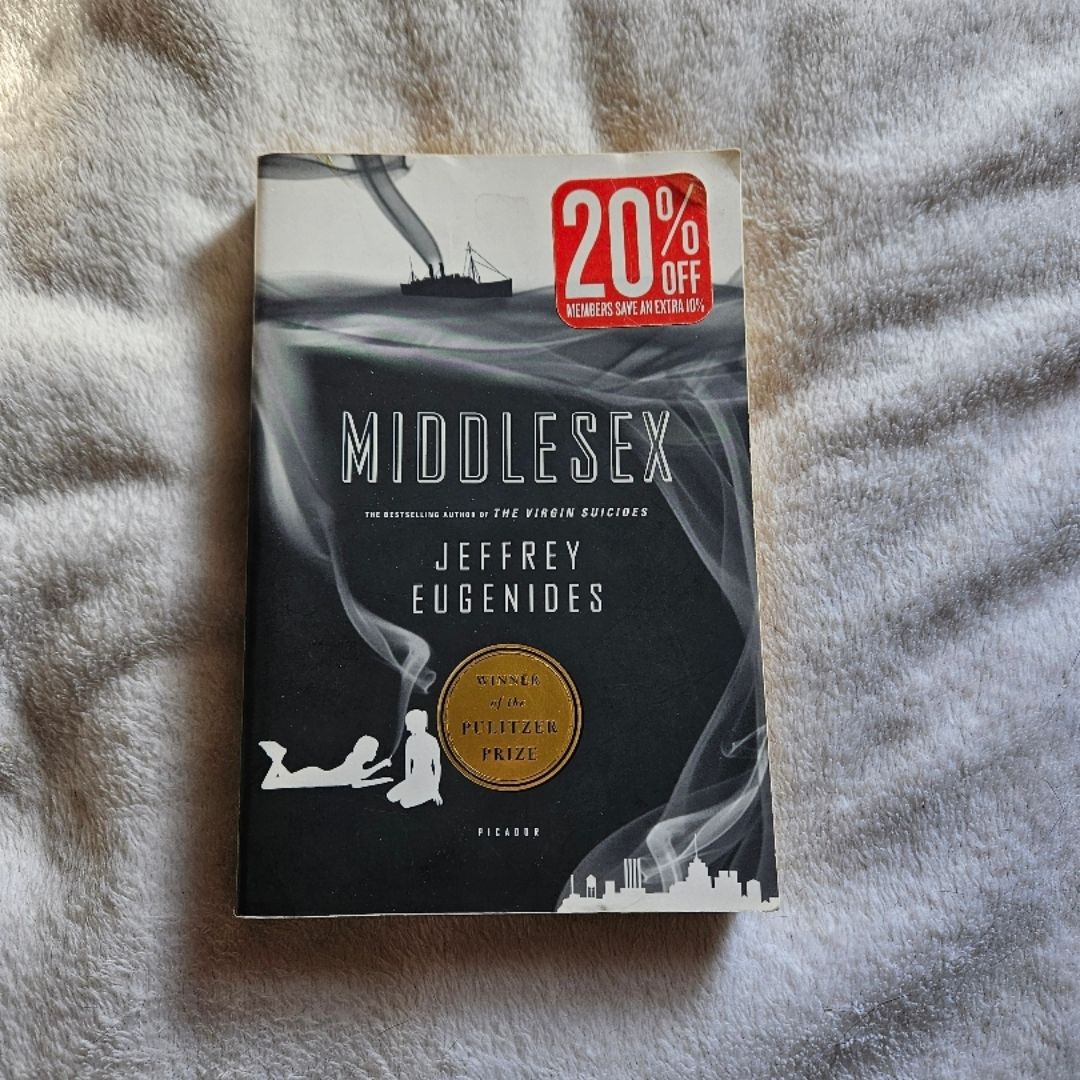 20% OFF
MEMBERS SAVE AN EXTRA 10%
MIDDLESEX
THE BESTSELLING AUTHOR OF THE VIRGIN SUICIDES
JEFFREY
EUGENIDES
WINNER
of the
PULITZER
PRIZE
PICADOR